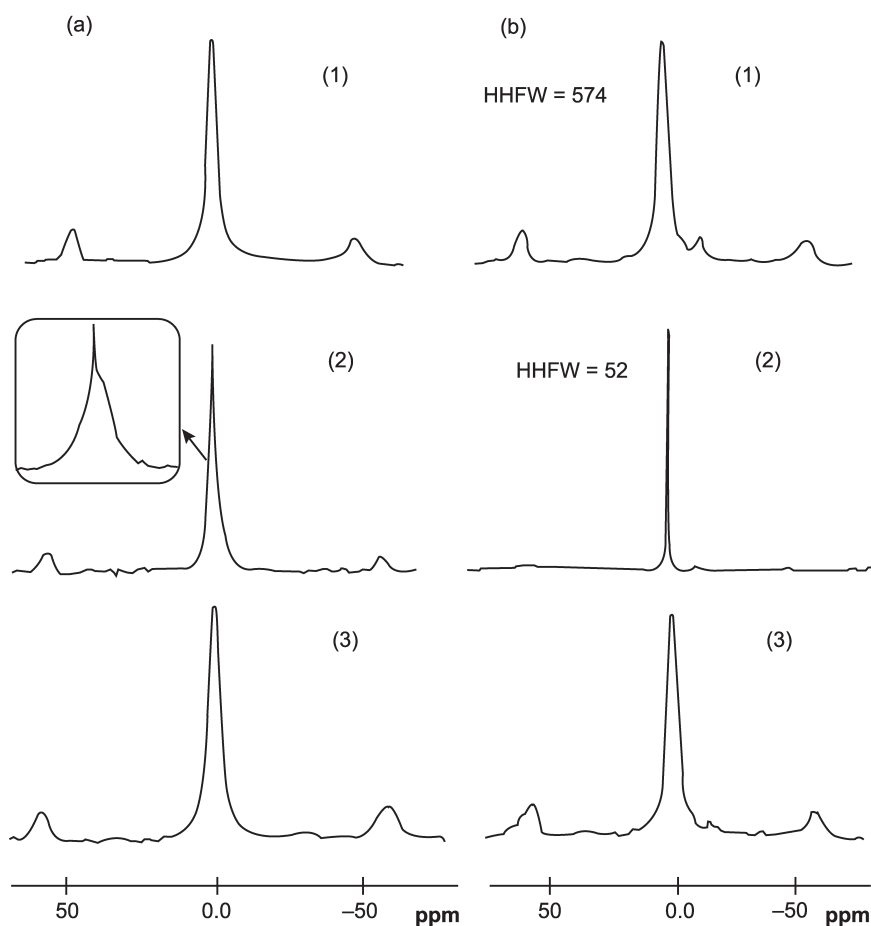 (a)
(b)
(1)
(1)
HHFW = 574
(2)
HHFW = 52
(2)
(3)
(3)
50
0.0
–50
ppm
50
0.0
–50
ppm